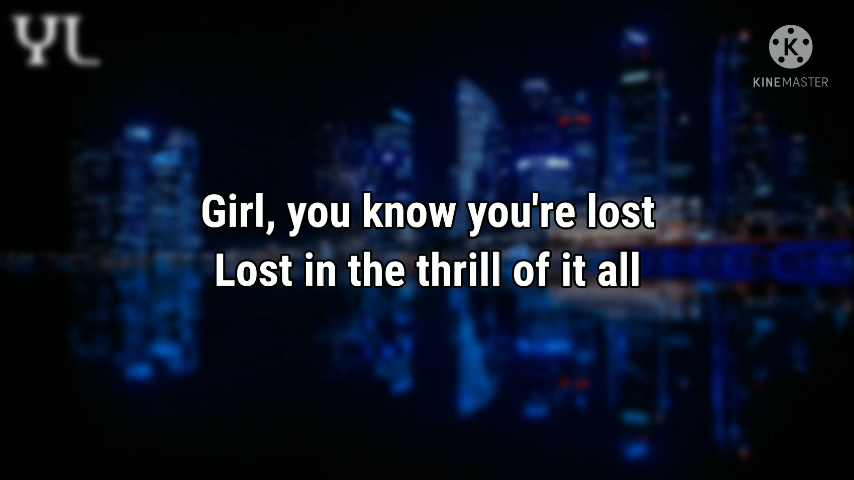 YL
KINEMASTER
Girl, you know you're lost
Lost in the thrill of it all